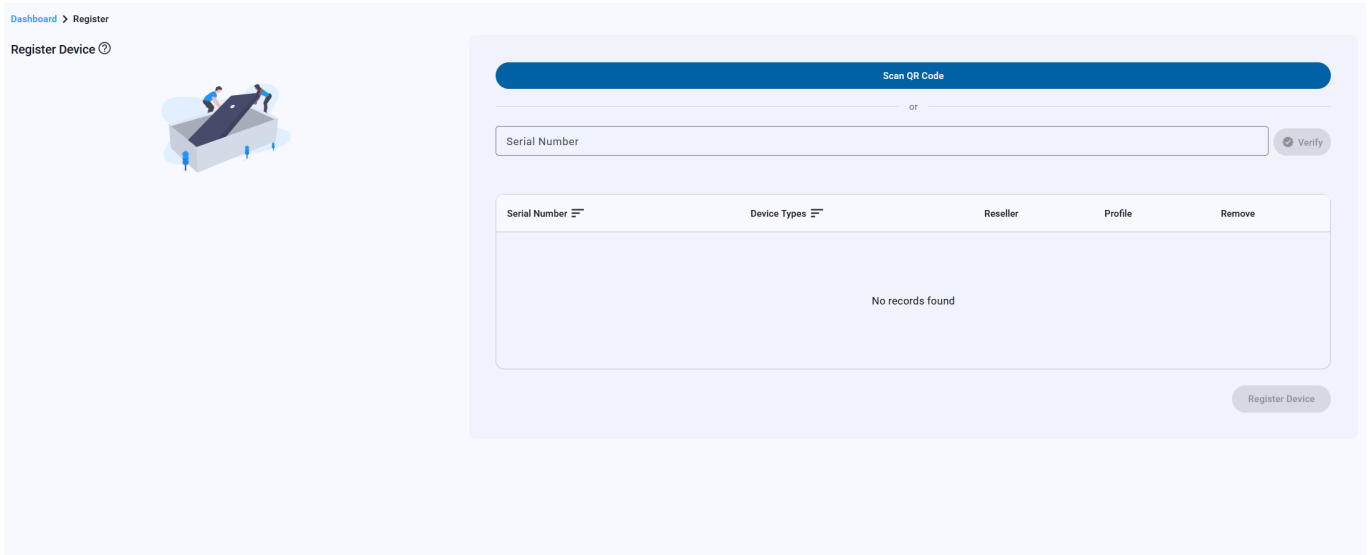 Dashboard > Register
Register Device
Scan QR Code
or
Serial Number
Verify
Serial Number Device Types Reseller Profile Remove
No records found
Register Device